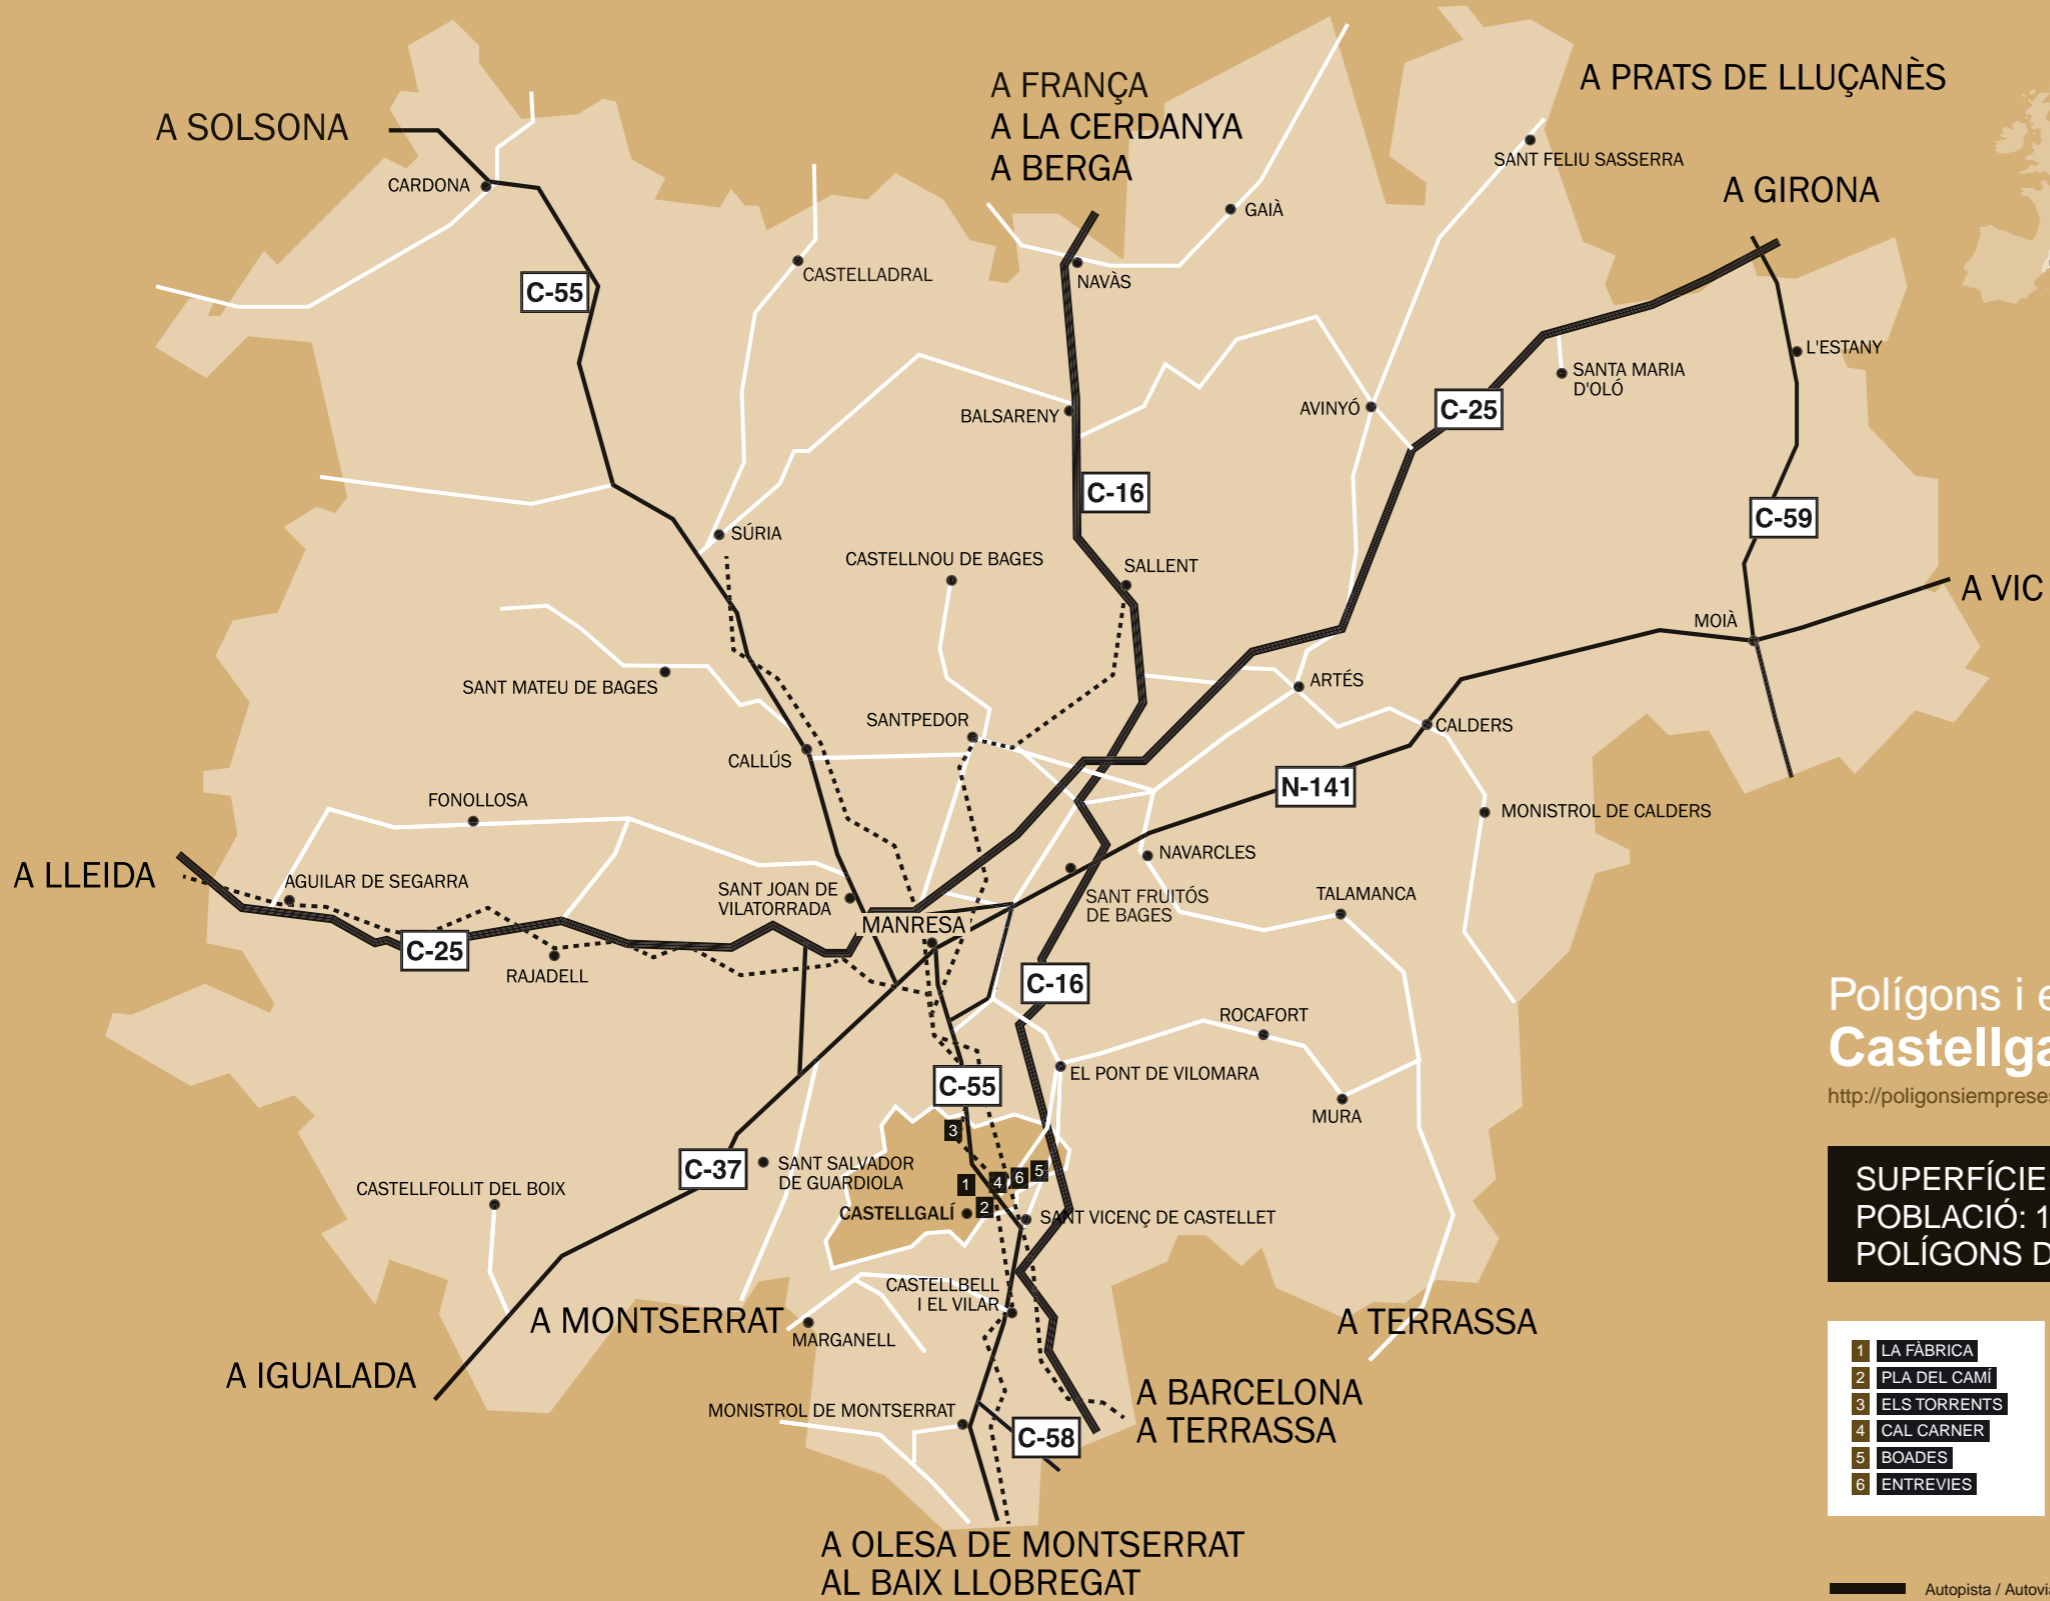 A FRANÇA
A LA CERDANYA
A BERGA
A PRATS DE LLUÇANÈS
A SOLSONA
CARDONA
SANT FELIU SASSERRA
A GIRONA
GAIÀ
C-55
CASTELLADRAL
NAVÀS
L'ESTANY
SANTA MARIA
D'OLÓ
BALSARENY
AVINYÓ
C-25
C-16
C-59
SÚRIA
CASTELLNOU DE BAGES
SALLENT
A VIC
MOIÀ
SANT MATEU DE BAGES
ARTÉS
SANTPEDOR
CALDERS
CALLÚS
N-141
FONOLLOSA
MONISTROL DE CALDERS
A LLEIDA
AGUILAR DE SEGARRA
SANT JOAN DE
VILATORRADA
NAVARCLES
SANT FRUITÓS
DE BAGES
TALAMANCA
MANRESA
C-25
RAJADELL
C-16
ROCAFORT
EL PONT DE VILOMARA
C-55
MURA
3
C-37
SANT SALVADOR
DE GUARDIOLA
1
4
6
5
2
CASTELLFOLLIT DEL BOIX
CASTELLGALÍ
SANT VICENÇ DE CASTELLET
CASTELLBELL
I EL VILAR
A MONTSERRAT
MARGANELL
A TERRASSA
A IGUALADA
A BARCELONA
A TERRASSA
MONISTROL DE MONTSERRAT
C-58
A OLESA DE MONTSERRAT
AL BAIX LLOBREGAT
Polígons i
Castellga
http://poligonsiemprese
SUPERFÍCIE
POBLACIÓ: 1
POLÍGONS D
1 LA FÀBRICA
2 PLA DEL CAMÍ
3 ELS TORRENTS
4 CAL CARNER
5 BOADES
6 ENTREVIES
Autopista / Autovia